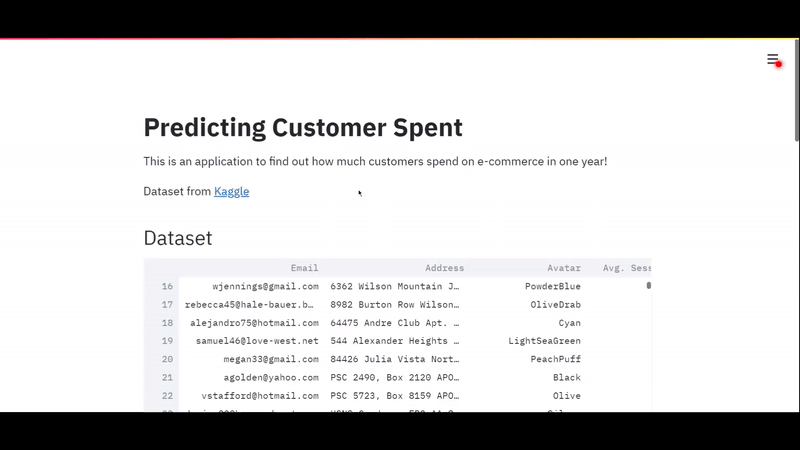 Predicting Customer Spent
This is an application to find out how much customers spend on e-commerce in one year!
Dataset from Kaggle
Dataset
Email Address Avatar Avg. Sess
16 wjennings@gmail.com 6362 Wilson Mountain J… PowderBlue
17 rebecca45@hale-bauer.b… 8982 Burton Row Wilson… OliveDrab
18 alejandro75@hotmail.com 64475 Andre Club Apt. … Cyan
19 samuel46@love-west.net 544 Alexander Heights … LightSeaGreen
20 megan33@gmail.com 84426 Julia Vista Nort… PeachPuff
21 agolden@yahoo.com PSC 2490, Box 2120 APO… Black
22 vstafford@hotmail.com PSC 5723, Box 8159 APO… Olive